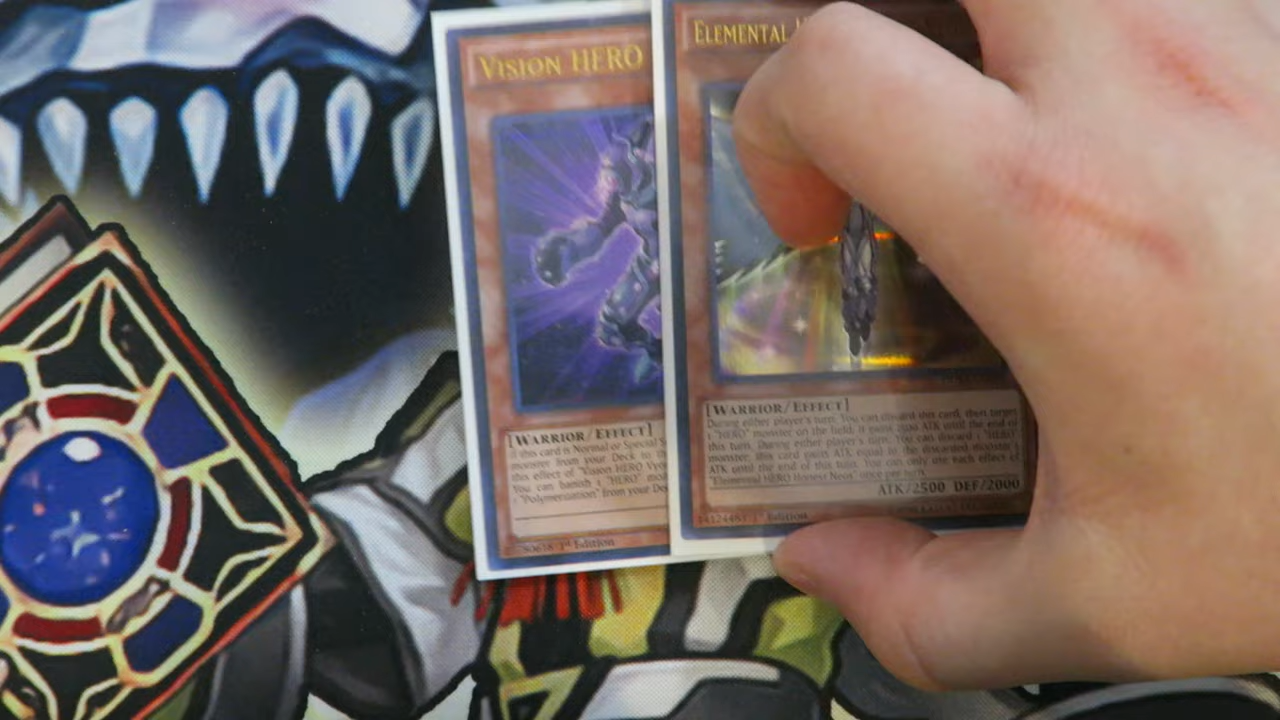 VISION HERO
[WARRIOR/EFFECT]
If this card is Normal or Special S
monster from your Deck to th
this effect of "Vision HERO Vyo
You can banish 1 "HERO" mon
1 "Polymerization" from your De
1st Edition
ELEMENTAL
[WARRIOR/EFFECT]
During either player's turn: You can discard this card, then target
1 "HERO" monster on the field; it gains 2500 ATK until the end of
this turn. During either player's turn: You can discard 1 "HERO"
monster; this card gains ATK equal to the discarded monster's
ATK until the end of this turn. You can only use each effect of
"Elemental HERO Honest Neos" once per turn.
ATK/2500 DEF/2000
14124483 1st Edition